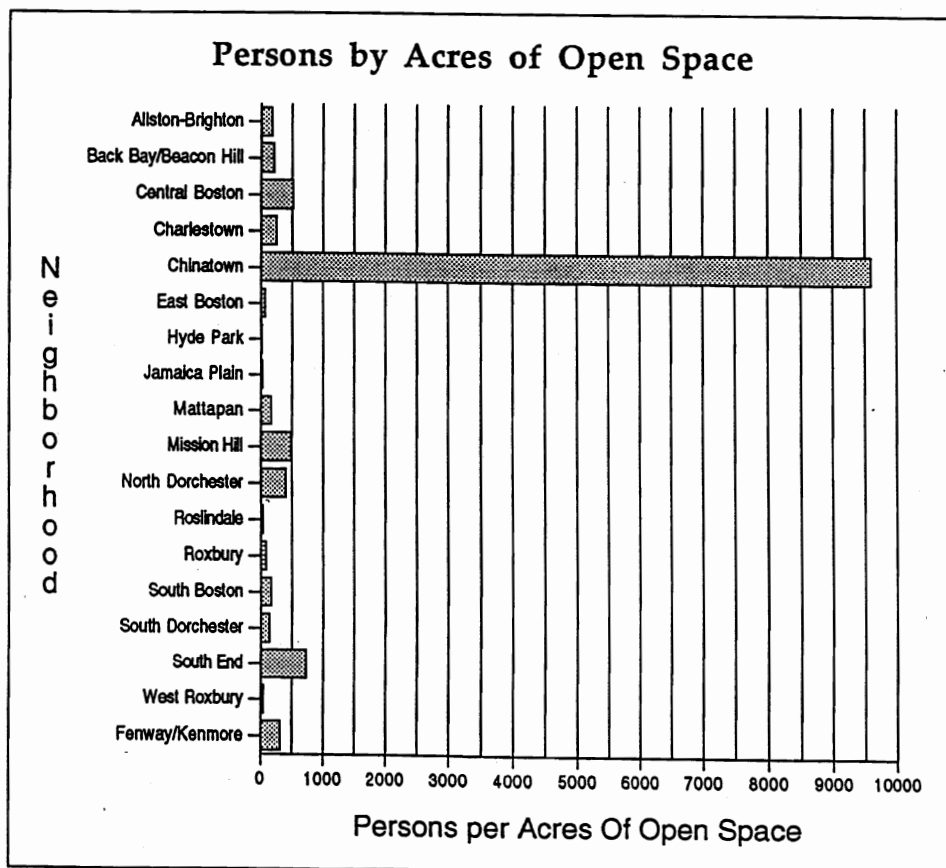 Persons by Acres of Open Space
Neighborhood
Allston-Brighton
Back Bay/Beacon Hill
Central Boston
Charlestown
Chinatown
East Boston
Hyde Park
Jamaica Plain
Mattapan
Mission Hill
North Dorchester
Roslindale
Roxbury
South Boston
South Dorchester
South End
West Roxbury
Fenway/Kenmore
0 1000 2000 3000 4000 5000 6000 7000 8000 9000 10000
Persons per Acres Of Open Space